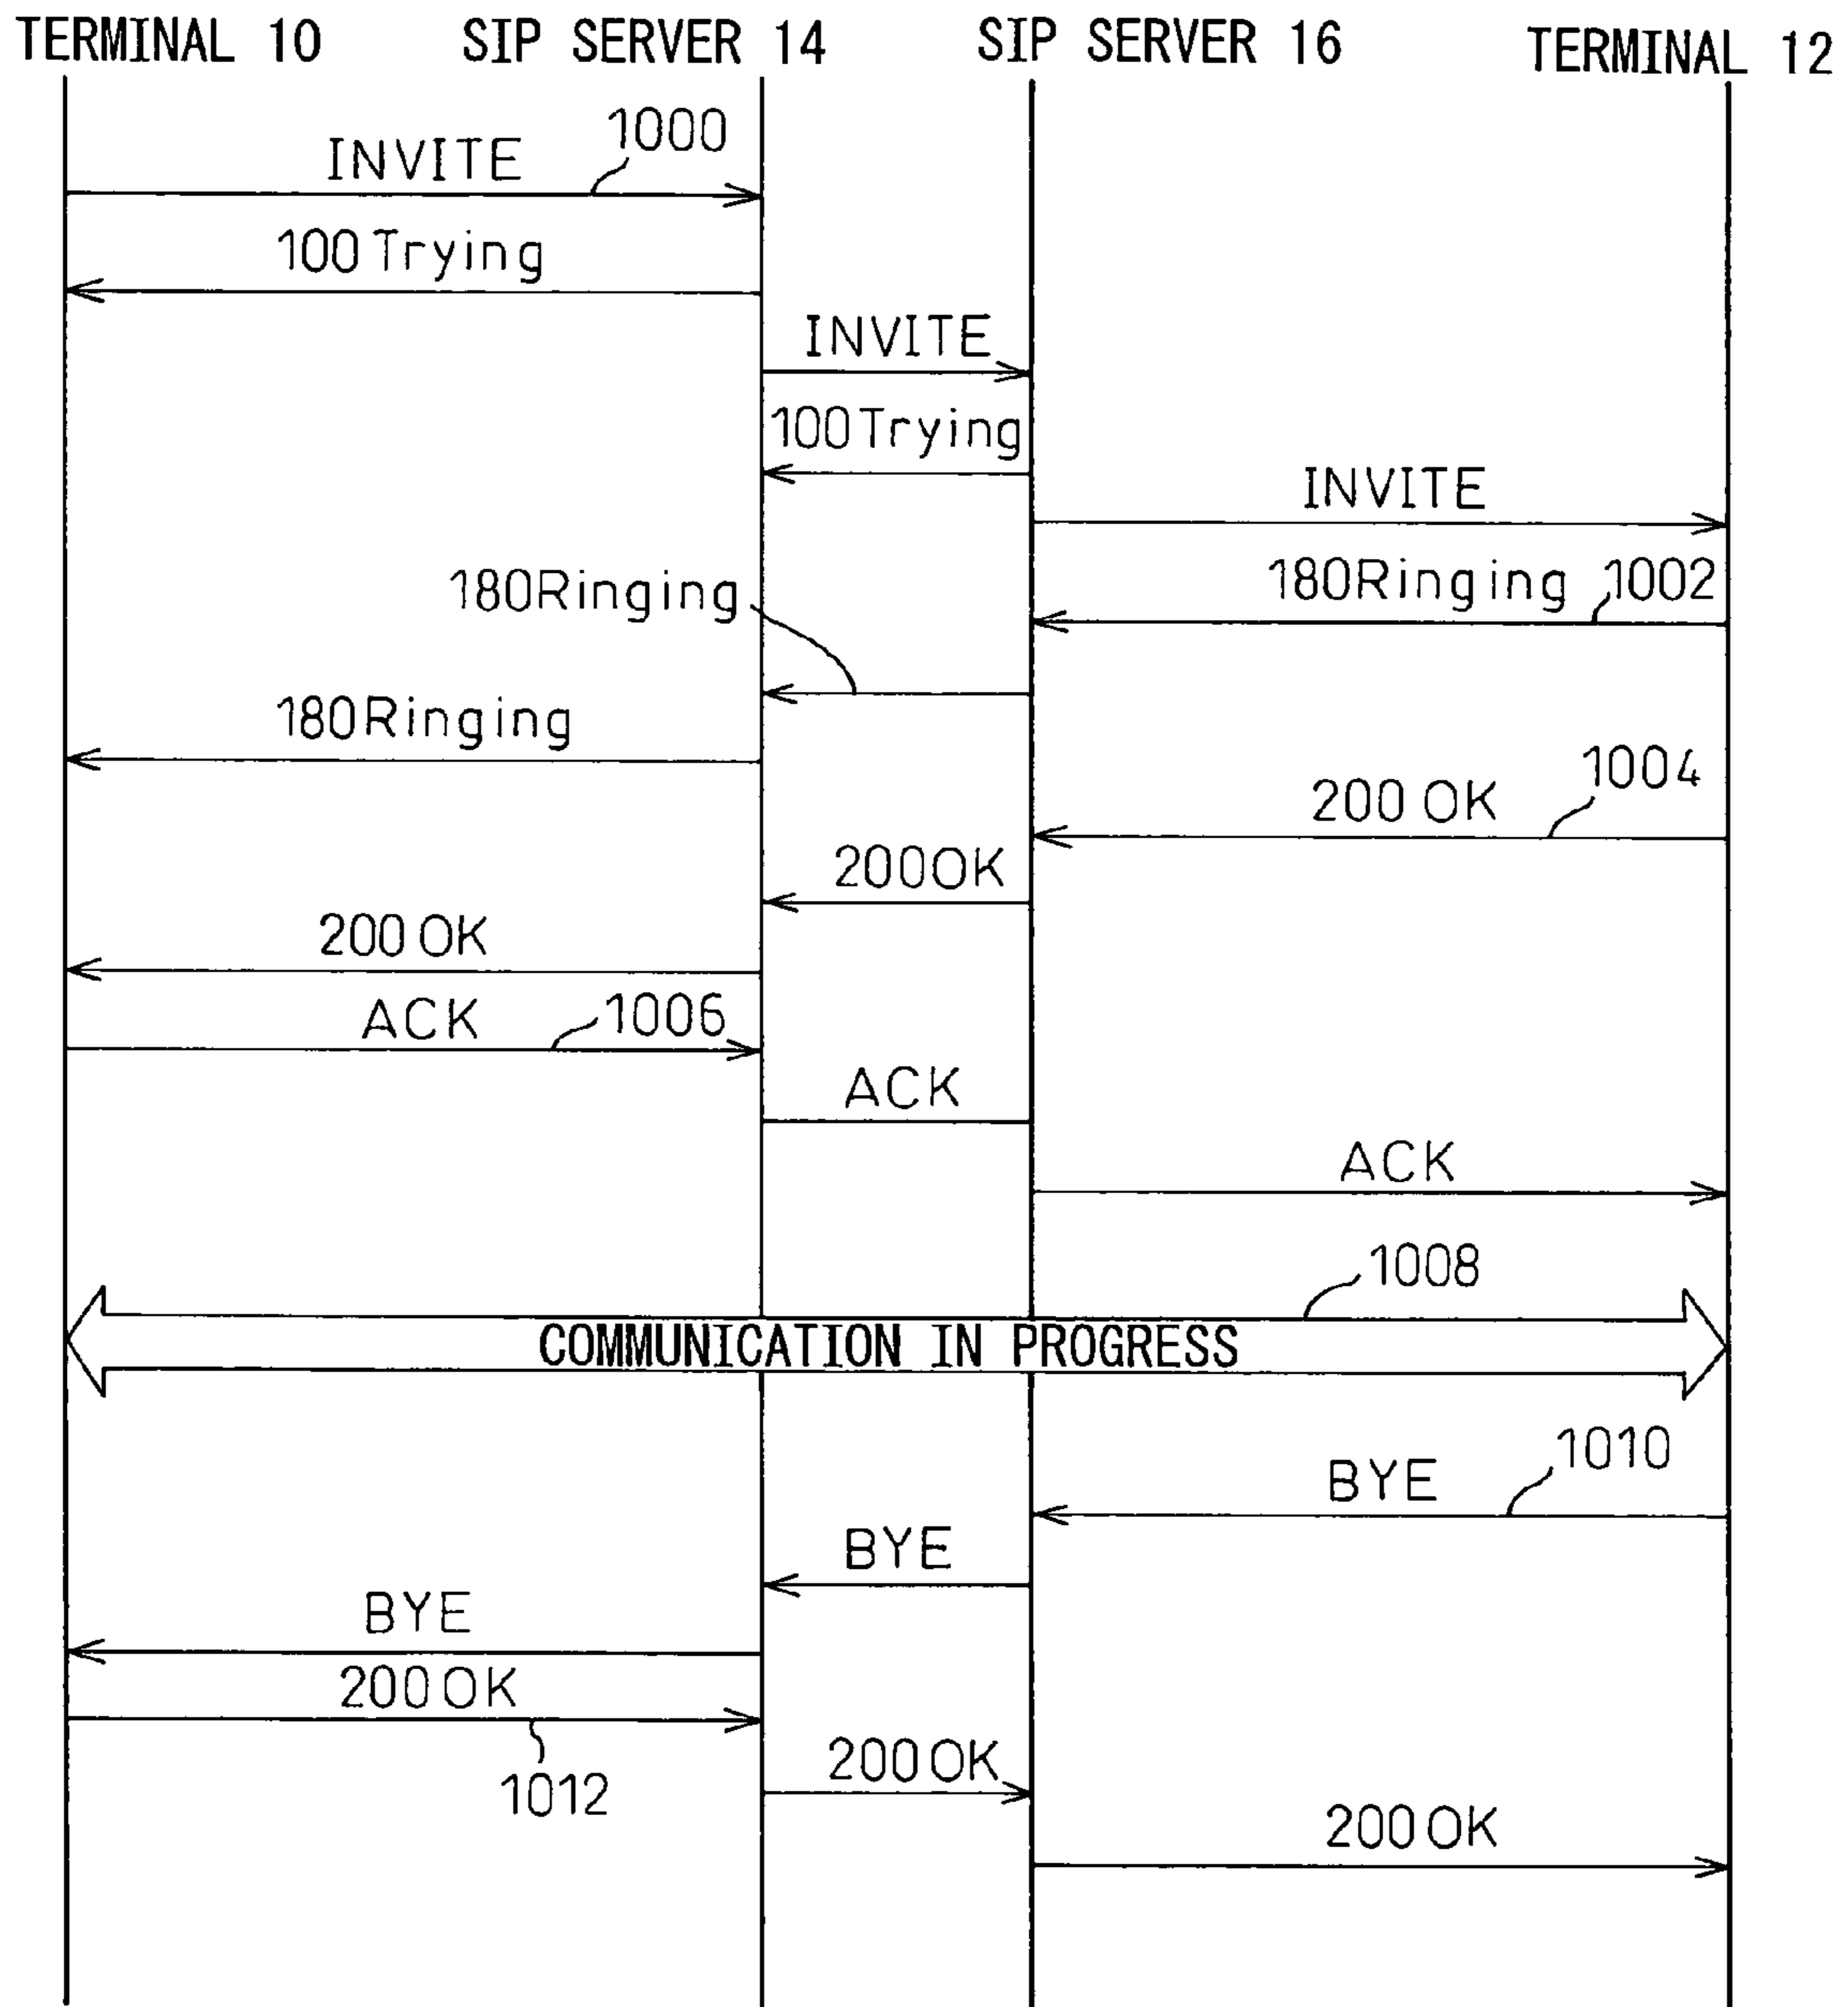 TERMINAL 10
SIP SERVER 14
SIP SERVER 16
TERMINAL 12
1000
INVITE
100 Trying
INVITE
100 Trying
INVITE
180 Ringing
1002
180 Ringing
180 Ringing
1004
200 OK
200 OK
200 OK
ACK
1006
ACK
ACK
1008
COMMUNICATION IN PROGRESS
1010
BYE
BYE
BYE
200 OK
1012
200 OK
200 OK